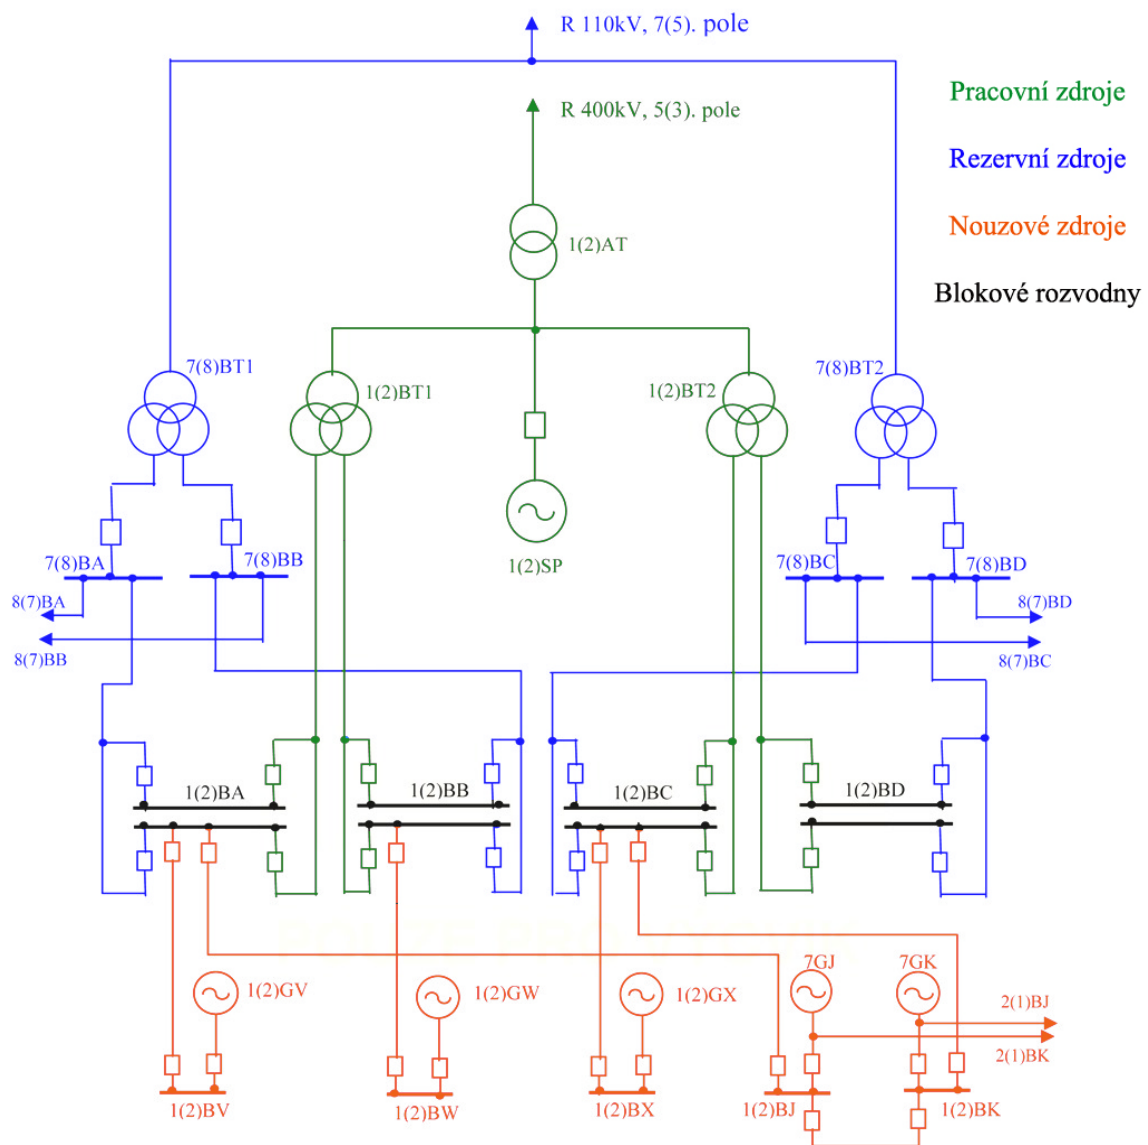 R 110kV, 7(5). pole
R 400kV, 5(3). pole
Pracovní zdroje
Rezervní zdroje
Nouzové zdroje
Blokové rozvodny
1(2)AT
7(8)BT1
1(2)BT1
1(2)BT2
7(8)BT2
1(2)SP
7(8)BA
7(8)BB
7(8)BC
7(8)BD
8(7)BA
8(7)BB
8(7)BD
8(7)BC
1(2)BA
1(2)BB
1(2)BC
1(2)BD
7GJ
7GK
1(2)GV
1(2)GW
1(2)GX
2(1)BJ
2(1)BK
1(2)BV
1(2)BW
1(2)BX
1(2)BJ
1(2)BK